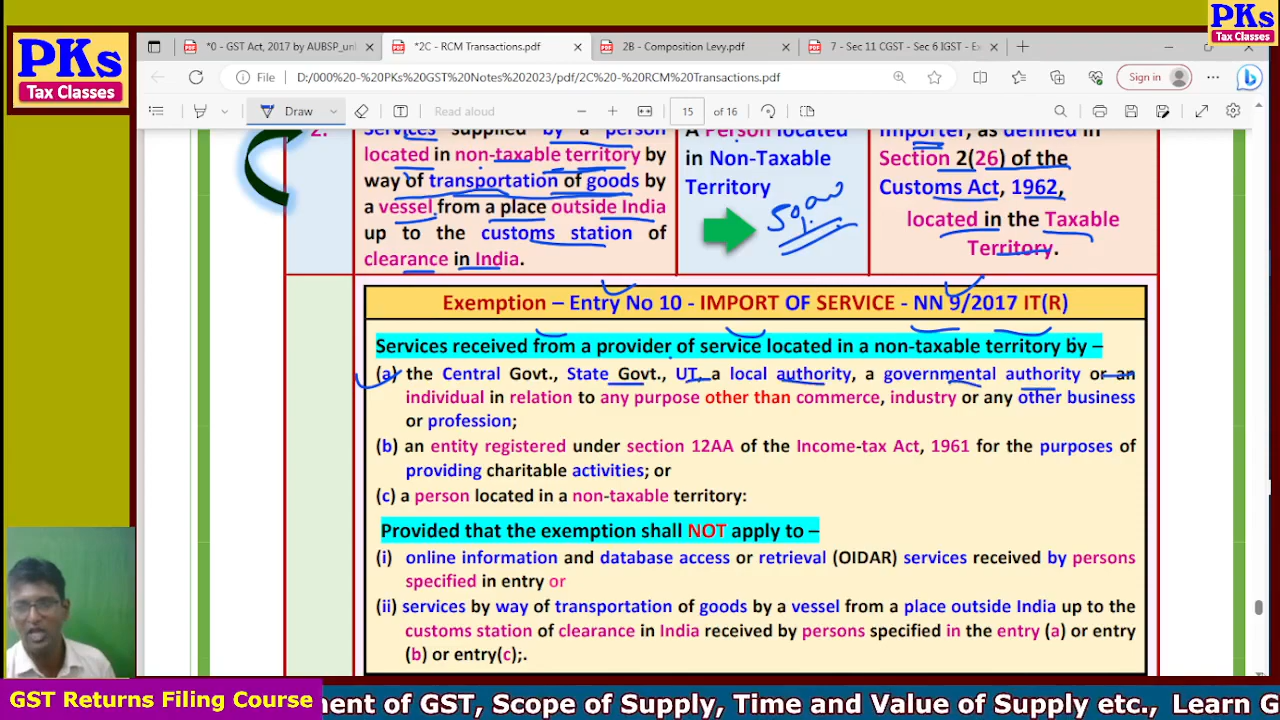 PKs
Tax Classes
PKs
Tax Classes
*0 - GST Act, 2017 by AUBSP_unl
*2C - RCM Transactions.pdf
2B - Composition Levy.pdf
7 - Sec 11 CGST - Sec 6 IGST - Ex
File
D:/000%20-%20PKs%20GST%20Notes%202023/pdf/2C%20-%20RCM%20Transactions.pdf
Sign in
Draw
Read aloud
15 of 16
2. Services supplied by a person
located in non-taxable territory by
way of transportation of goods by
a vessel from a place outside India
up to the customs station of
clearance in India.
A Person located
in Non-Taxable
Territory
Importer, as defined in
Section 2(26) of the
Customs Act, 1962,
located in the Taxable
Territory.
Exemption – Entry No 10 - IMPORT OF SERVICE - NN 9/2017 IT(R)
Services received from a provider of service located in a non-taxable territory by –
(a) the Central Govt., State Govt., UT, a local authority, a governmental authority or an
individual in relation to any purpose other than commerce, industry or any other business
or profession;
(b) an entity registered under section 12AA of the Income-tax Act, 1961 for the purposes of
providing charitable activities; or
(c) a person located in a non-taxable territory:
Provided that the exemption shall NOT apply to –
(i) online information and database access or retrieval (OIDAR) services received by persons
specified in entry or
(ii) services by way of transportation of goods by a vessel from a place outside India up to the
customs station of clearance in India received by persons specified in the entry (a) or entry
(b) or entry(c);.
GST Returns Filing Course
ment of GST, Scope of Supply, Time and Value of Supply etc., Learn G